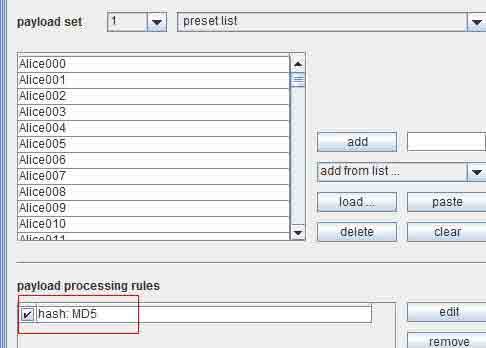 payload set 1 preset list
Alice000
Alice001
Alice002
Alice003
Alice004
Alice005
Alice006
Alice007
Alice008
Alice009
Alice010
Alice011
add
add from list ...
load ... paste
delete clear
payload processing rules
hash: MD5
edit
remove